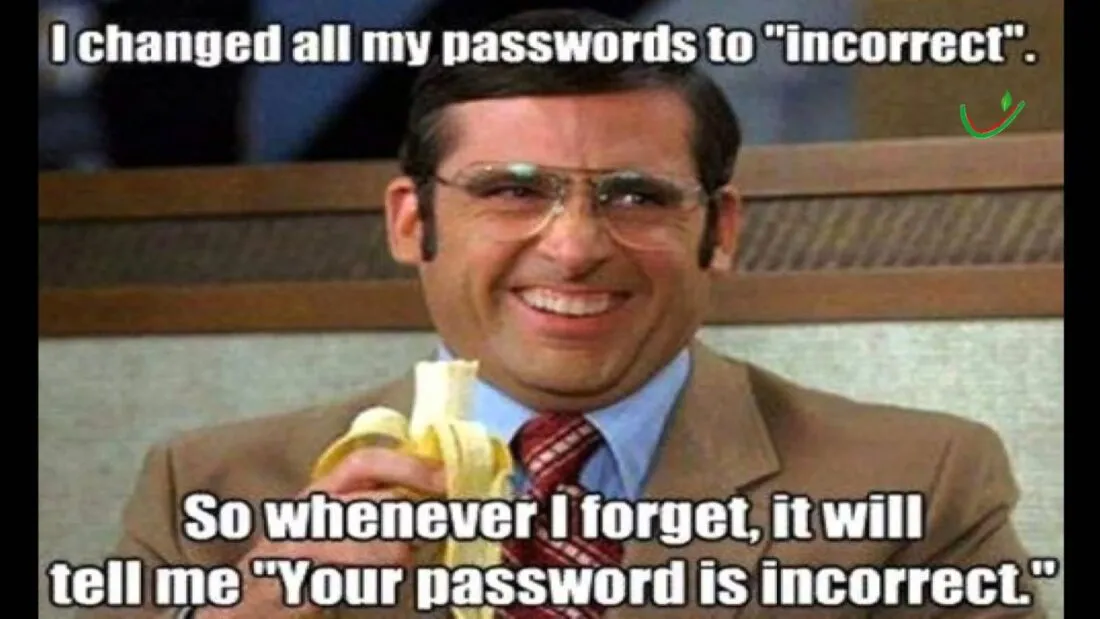 I changed all my passwords to "incorrect".
So whenever I forget, it will
tell me "Your password is incorrect."